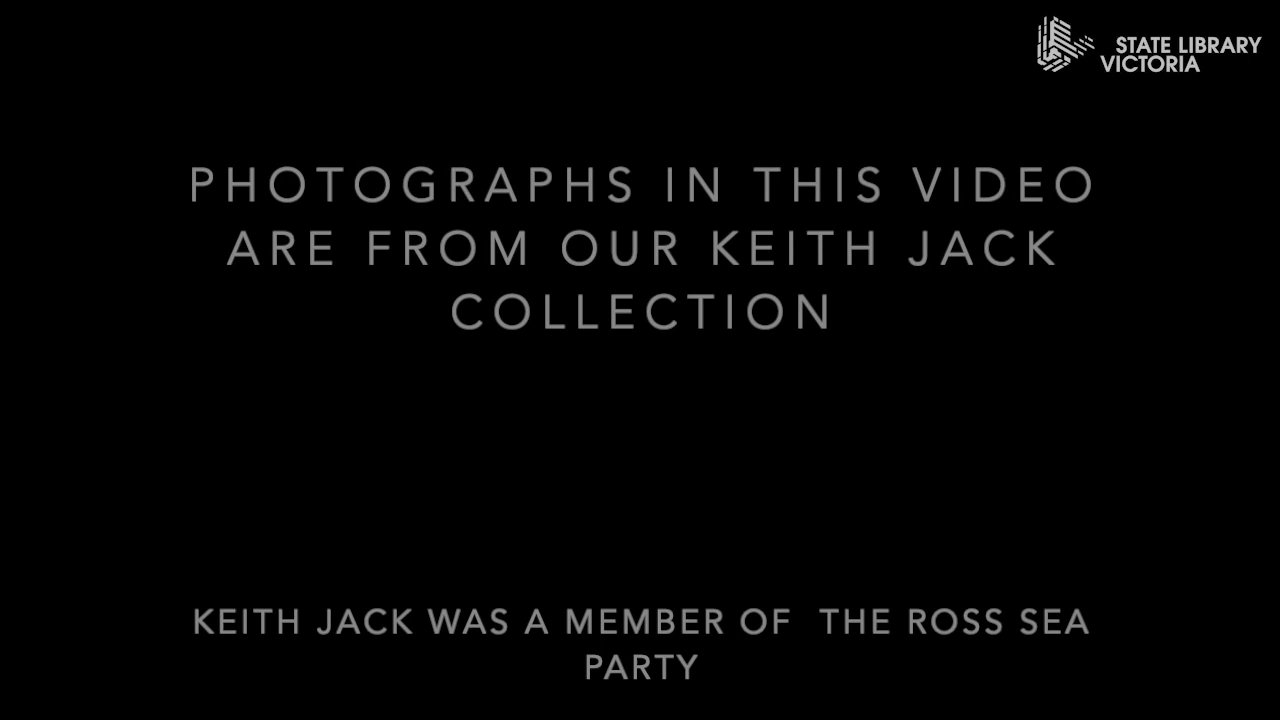 STATE LIBRARY
VICTORIA
PHOTOGRAPHS IN THIS VIDEO
ARE FROM OUR KEITH JACK
COLLECTION
KEITH JACK WAS A MEMBER OF  THE ROSS SEA
PARTY